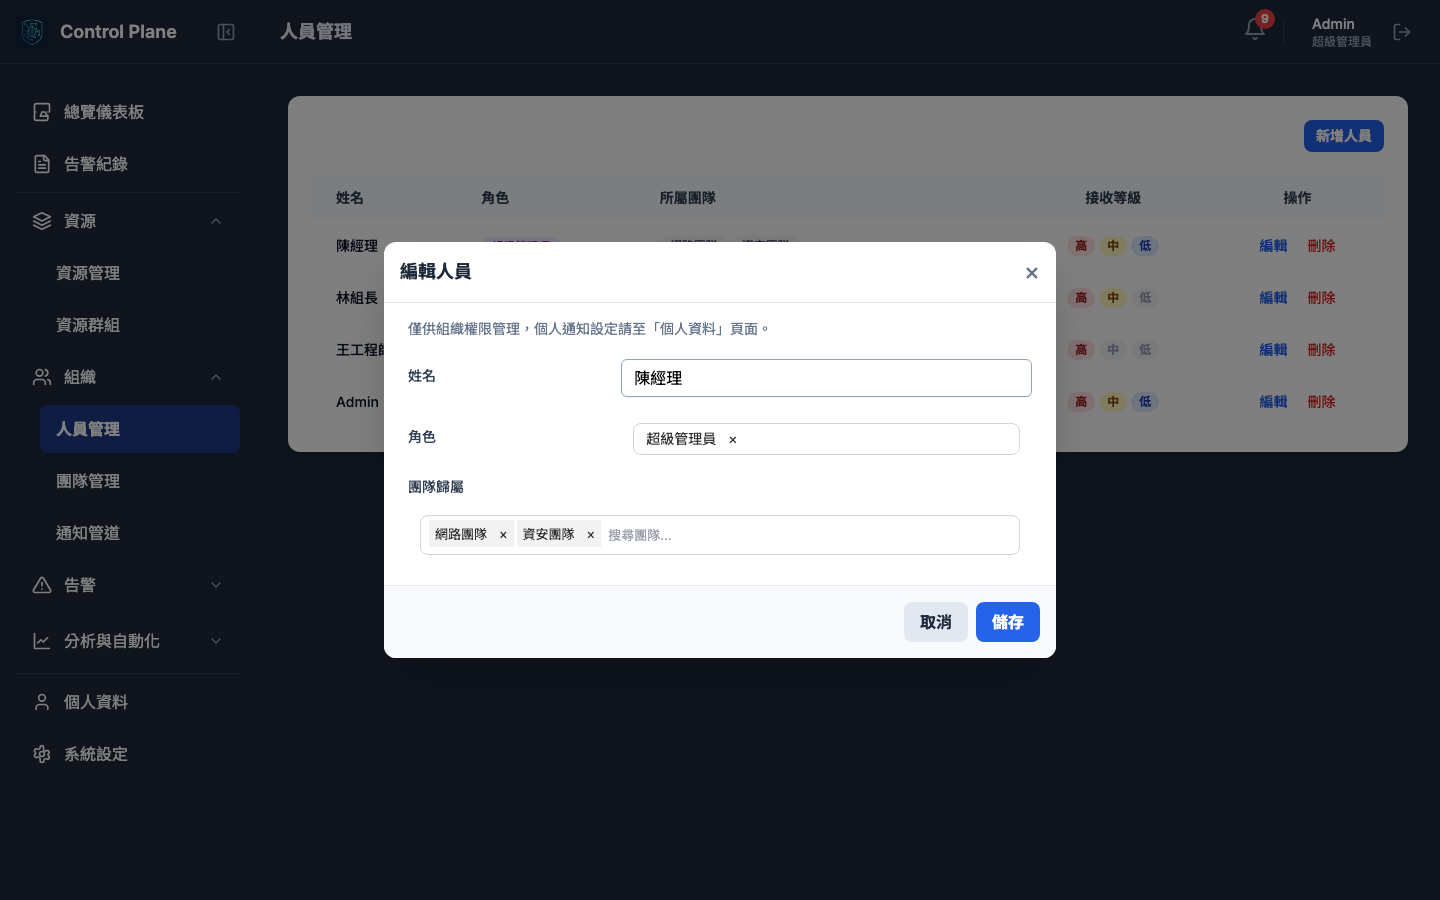 Control Plane
人員管理
9
Admin
超級管理員
總覽儀表板
告警紀錄
資源
資源管理
資源群組
組織
人員管理
團隊管理
通知管道
告警
分析與自動化
個人資料
系統設定
新增人員
姓名 角色 所屬團隊 接收等級 操作
陳經理 高 中 低 編輯 刪除
林組長 高 中 低 編輯 刪除
王工程 高 中 低 編輯 刪除
Admin 高 中 低 編輯 刪除
編輯人員 ×
僅供組織權限管理，個人通知設定請至「個人資料」頁面。
姓名 陳經理
角色 超級管理員 ×
團隊歸屬
網路團隊 × 資安團隊 × 搜尋團隊...
取消 儲存